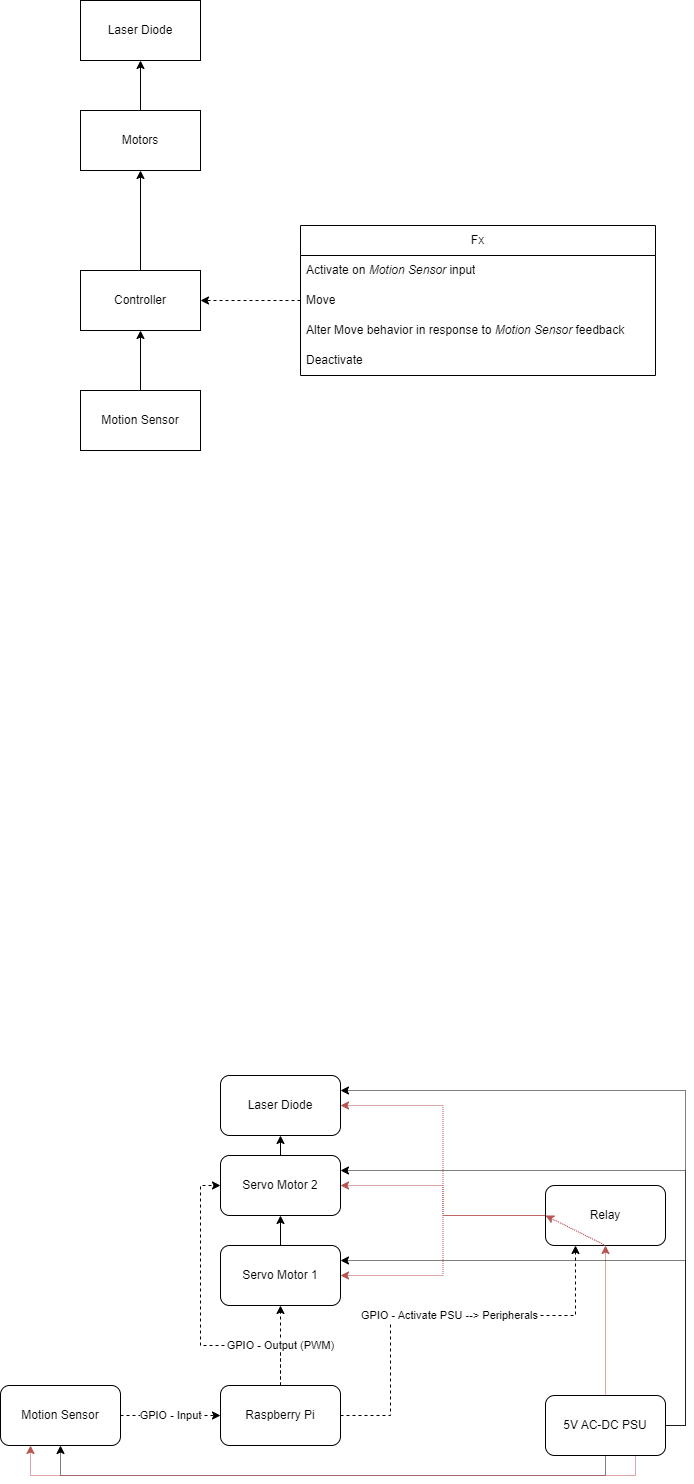 Laser Diode
Motors
Fx
Activate on Motion Sensor input
Controller
Move
Alter Move behavior in response to Motion Sensor feedback
Deactivate
Motion Sensor
Laser Diode
Servo Motor 2
Relay
Servo Motor 1
GPIO - Activate PSU --> Peripherals
GPIO - Output (PWM)
Motion Sensor
GPIO - Input
Raspberry Pi
5V AC-DC PSU